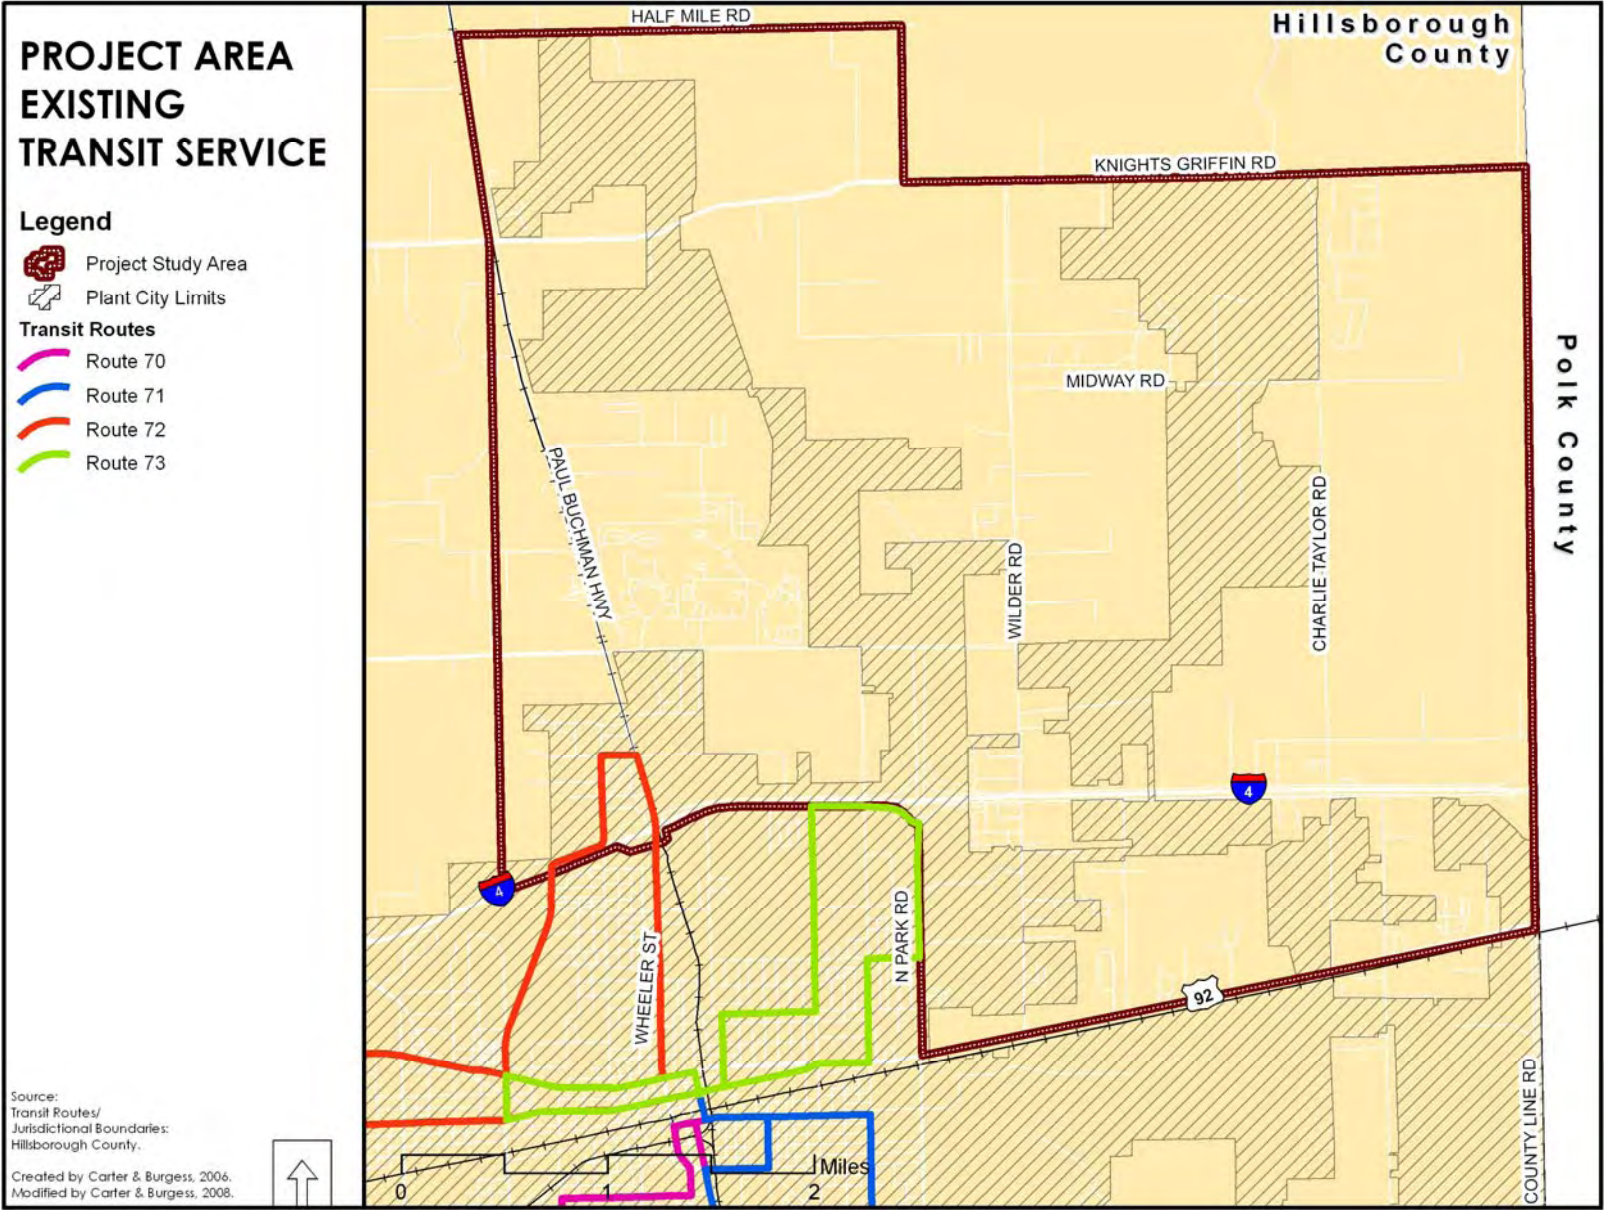 PROJECT AREA
EXISTING
TRANSIT SERVICE
Legend
Project Study Area
Plant City Limits
Transit Routes
Route 70
Route 71
Route 72
Route 73
Source:
Transit Routes/
Jurisdictional Boundaries:
Hillsborough County.
Created by Carter & Burgess, 2006.
Modified by Carter & Burgess, 2008.
HALF MILE RD
Hillsborough
County
KNIGHTS GRIFFIN RD
MIDWAY RD
Polk County
PAUL BUCHMAN HWY
WILDER RD
CHARLIE TAYLOR RD
4
4
N PARK RD
WHEELER ST
92
COUNTY LINE RD
Miles
0
1
2